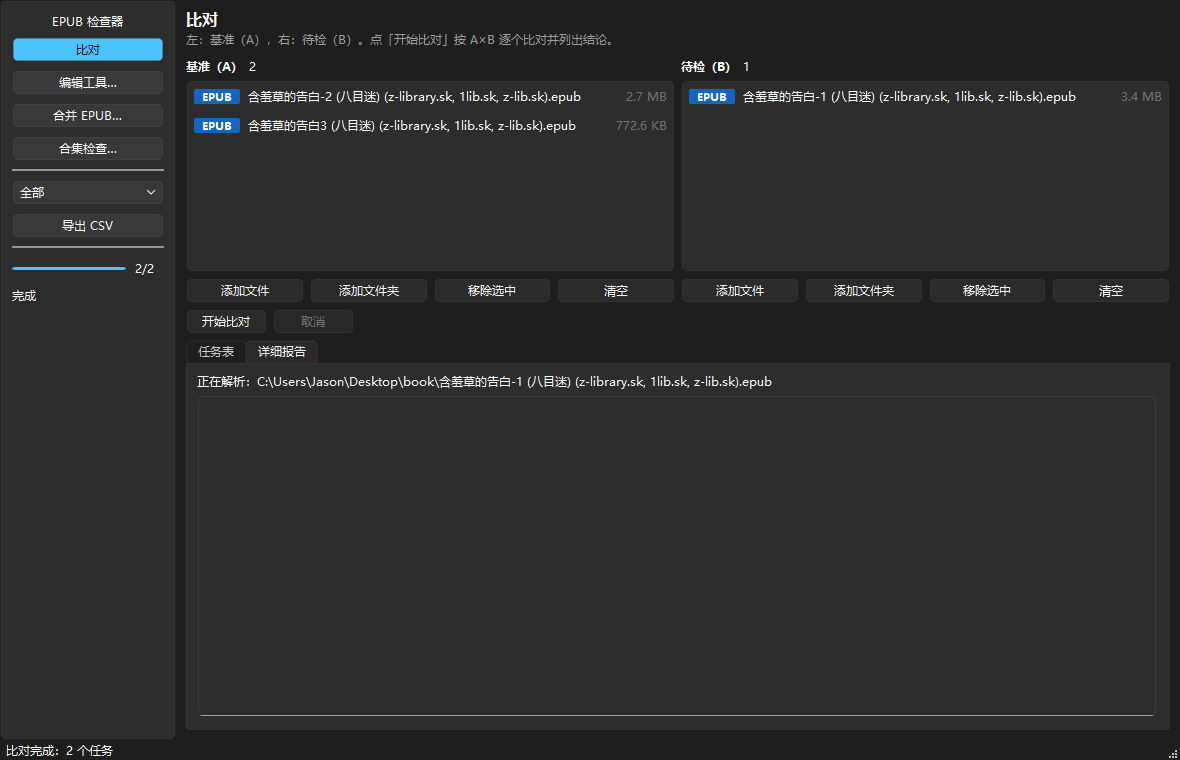 EPUB 检查器
比对
编辑工具...
合并 EPUB...
合集检查...
全部
导出 CSV
2/2
完成
比对
左：基准（A），右：待检（B）。点「开始比对」按 A×B 逐个比对并列出结论。
基准（A） 2
EPUB 含羞草的告白-2 (八目迷) (z-library.sk, 1lib.sk, z-lib.sk).epub 2.7 MB
EPUB 含羞草的告白3 (八目迷) (z-library.sk, 1lib.sk, z-lib.sk).epub 772.6 KB
添加文件 添加文件夹 移除选中 清空
待检（B） 1
EPUB 含羞草的告白-1 (八目迷) (z-library.sk, 1lib.sk, z-lib.sk).epub 3.4 MB
添加文件 添加文件夹 移除选中 清空
开始比对 取消
任务表 详细报告
正在解析：C:\Users\Jason\Desktop\book\含羞草的告白-1 (八目迷) (z-library.sk, 1lib.sk, z-lib.sk).epub
比对完成：2 个任务